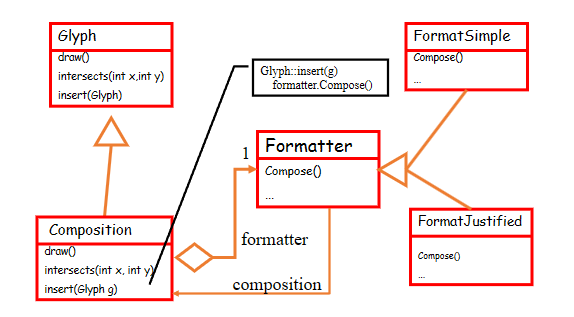 Glyph
draw()
intersects(int x,int y)
insert(Glyph)
Glyph::insert(g)
formatter.Compose()
FormatSimple
Compose()
...
1
Formatter
Compose()
...
Composition
draw()
intersects(int x, int y)
insert(Glyph g)
formatter
composition
FormatJustified
Compose()
...